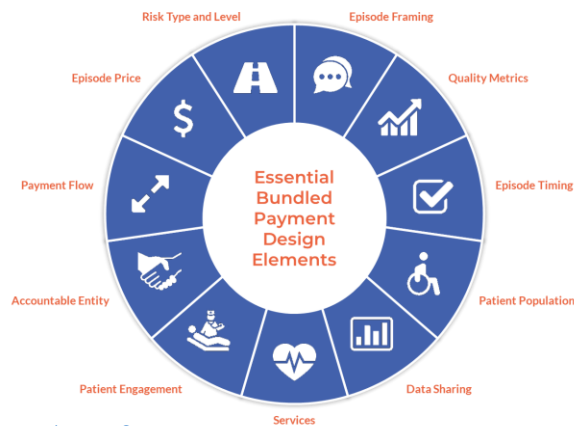 Risk Type and Level
Episode Framing
Episode Price
Quality Metrics
Payment Flow
Essential
Bundled
Payment
Design
Elements
Episode Timing
Accountable Entity
Patient Population
Patient Engagement
Data Sharing
Services